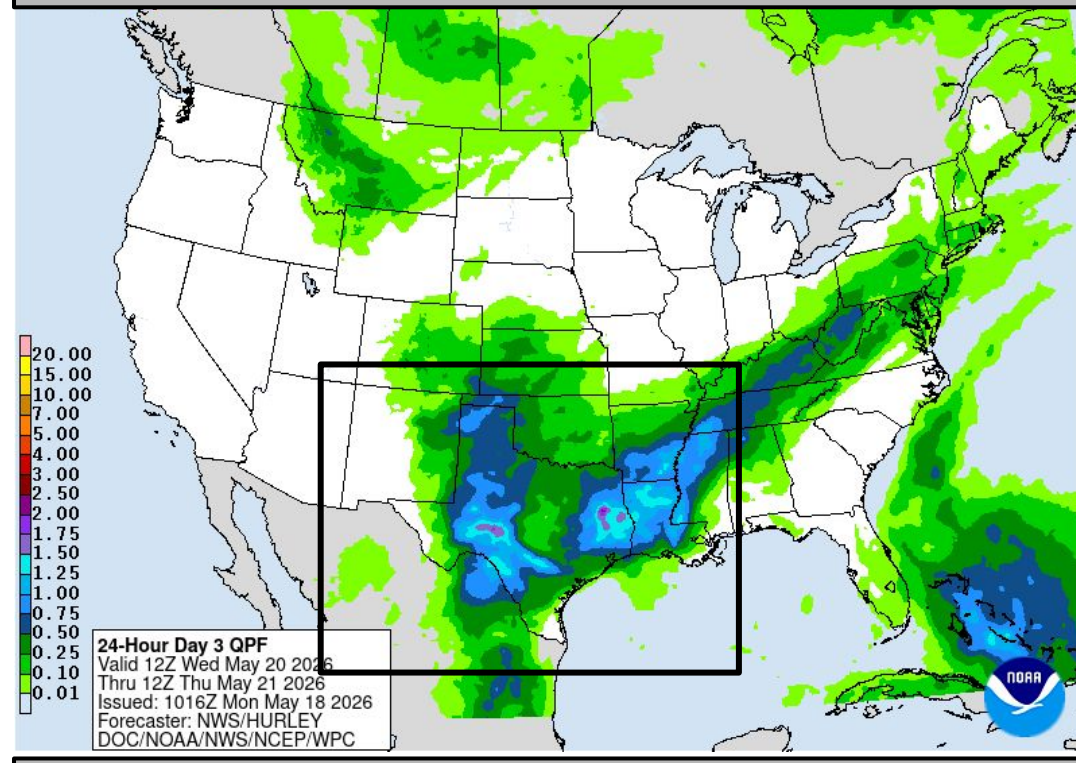 20.00
15.00
10.00
7.00
5.00
4.00
3.00
2.50
2.00
1.75
1.50
1.25
1.00
0.75
0.50
0.25
0.10
0.01
24-Hour Day 3 QPF
Valid 12Z Wed May 20 2026
Thru 12Z Thu May 21 2026
Issued: 1016Z Mon May 18 2026
Forecaster: NWS/HURLEY
DOC/NOAA/NWS/NCEP/WPC
NOAA